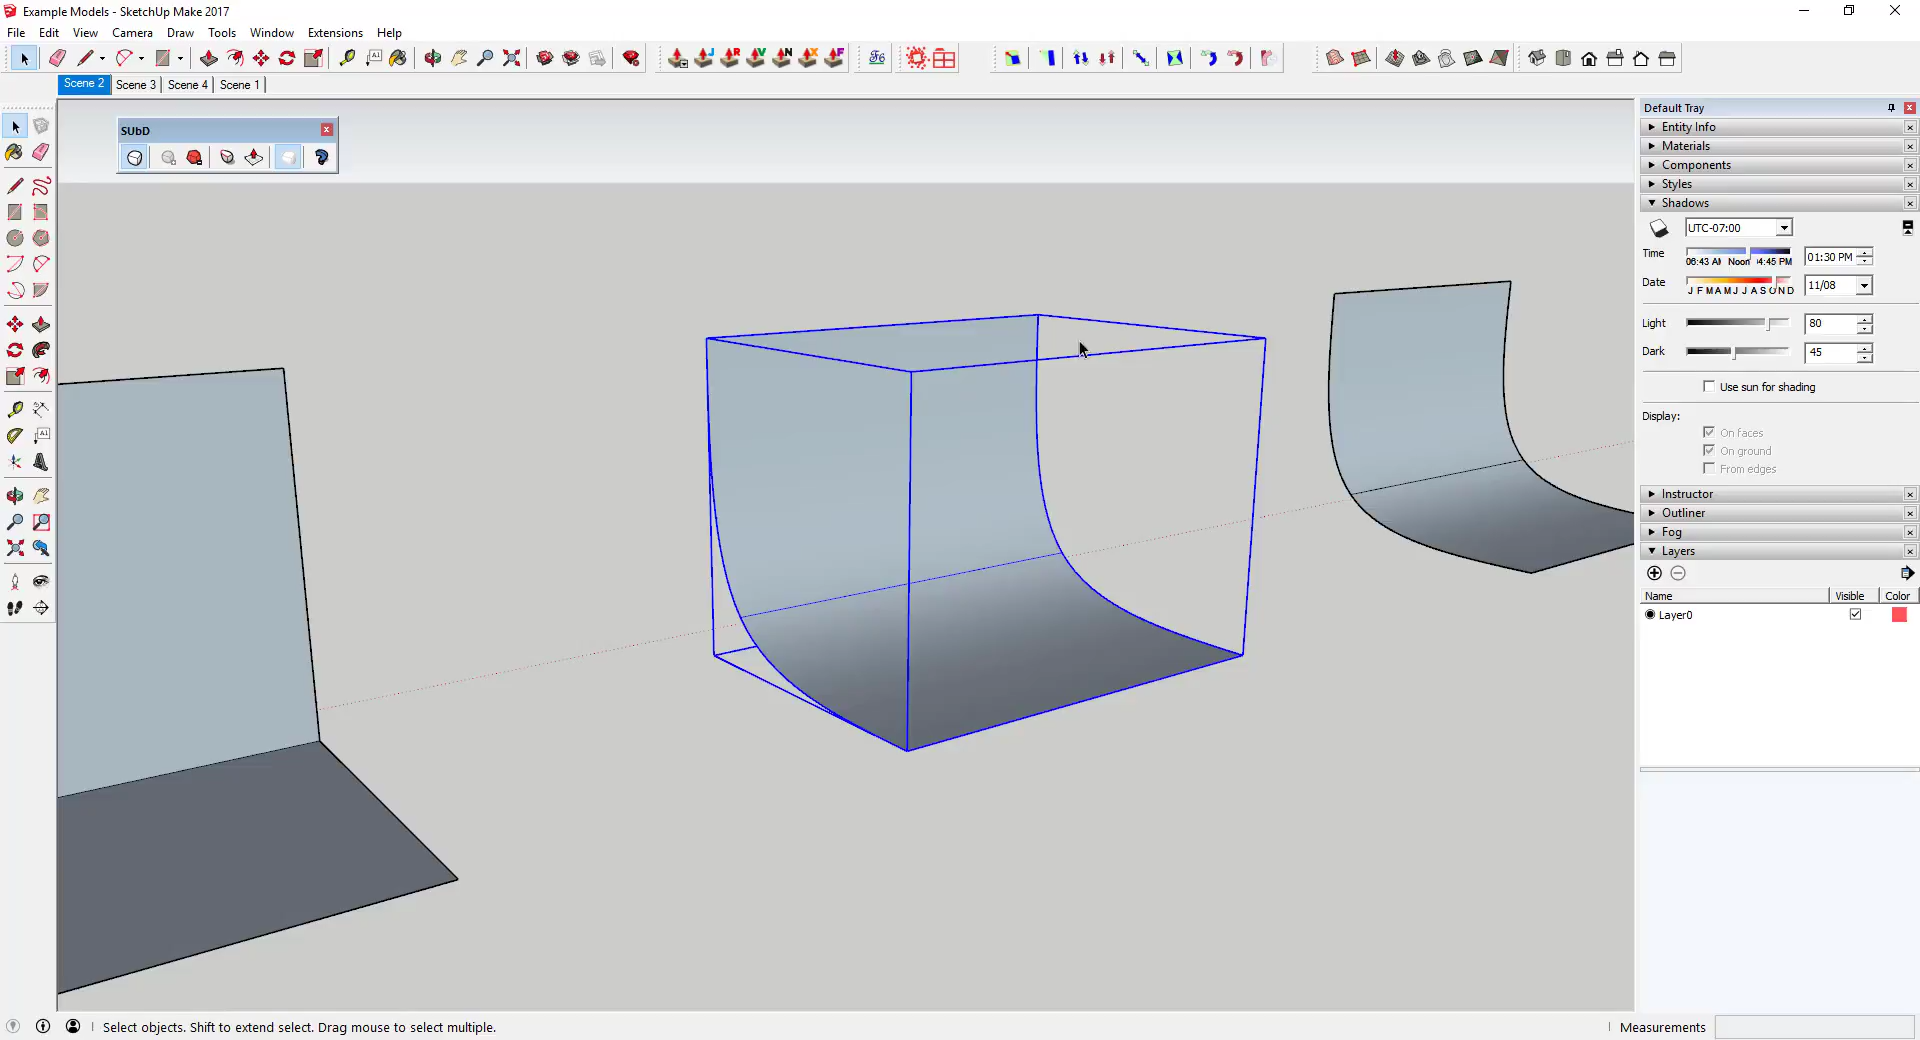 Example Models - SketchUp Make 2017
File Edit View Camera Draw Tools Window Extensions Help
Scene 2 Scene 3 Scene 4 Scene 1
SUbD
Default Tray
Entity Info
Materials
Components
Styles
Shadows
UTC-07:00
Time 06:43 AM Noon 04:45 PM 01:30 PM
Date J F M A M J J A S O N D 11/08
Light 80
Dark 45
Use sun for shading
Display:
On faces
On ground
From edges
Instructor
Outliner
Fog
Layers
Name Visible Color
Layer0
Select objects. Shift to extend select. Drag mouse to select multiple.
Measurements